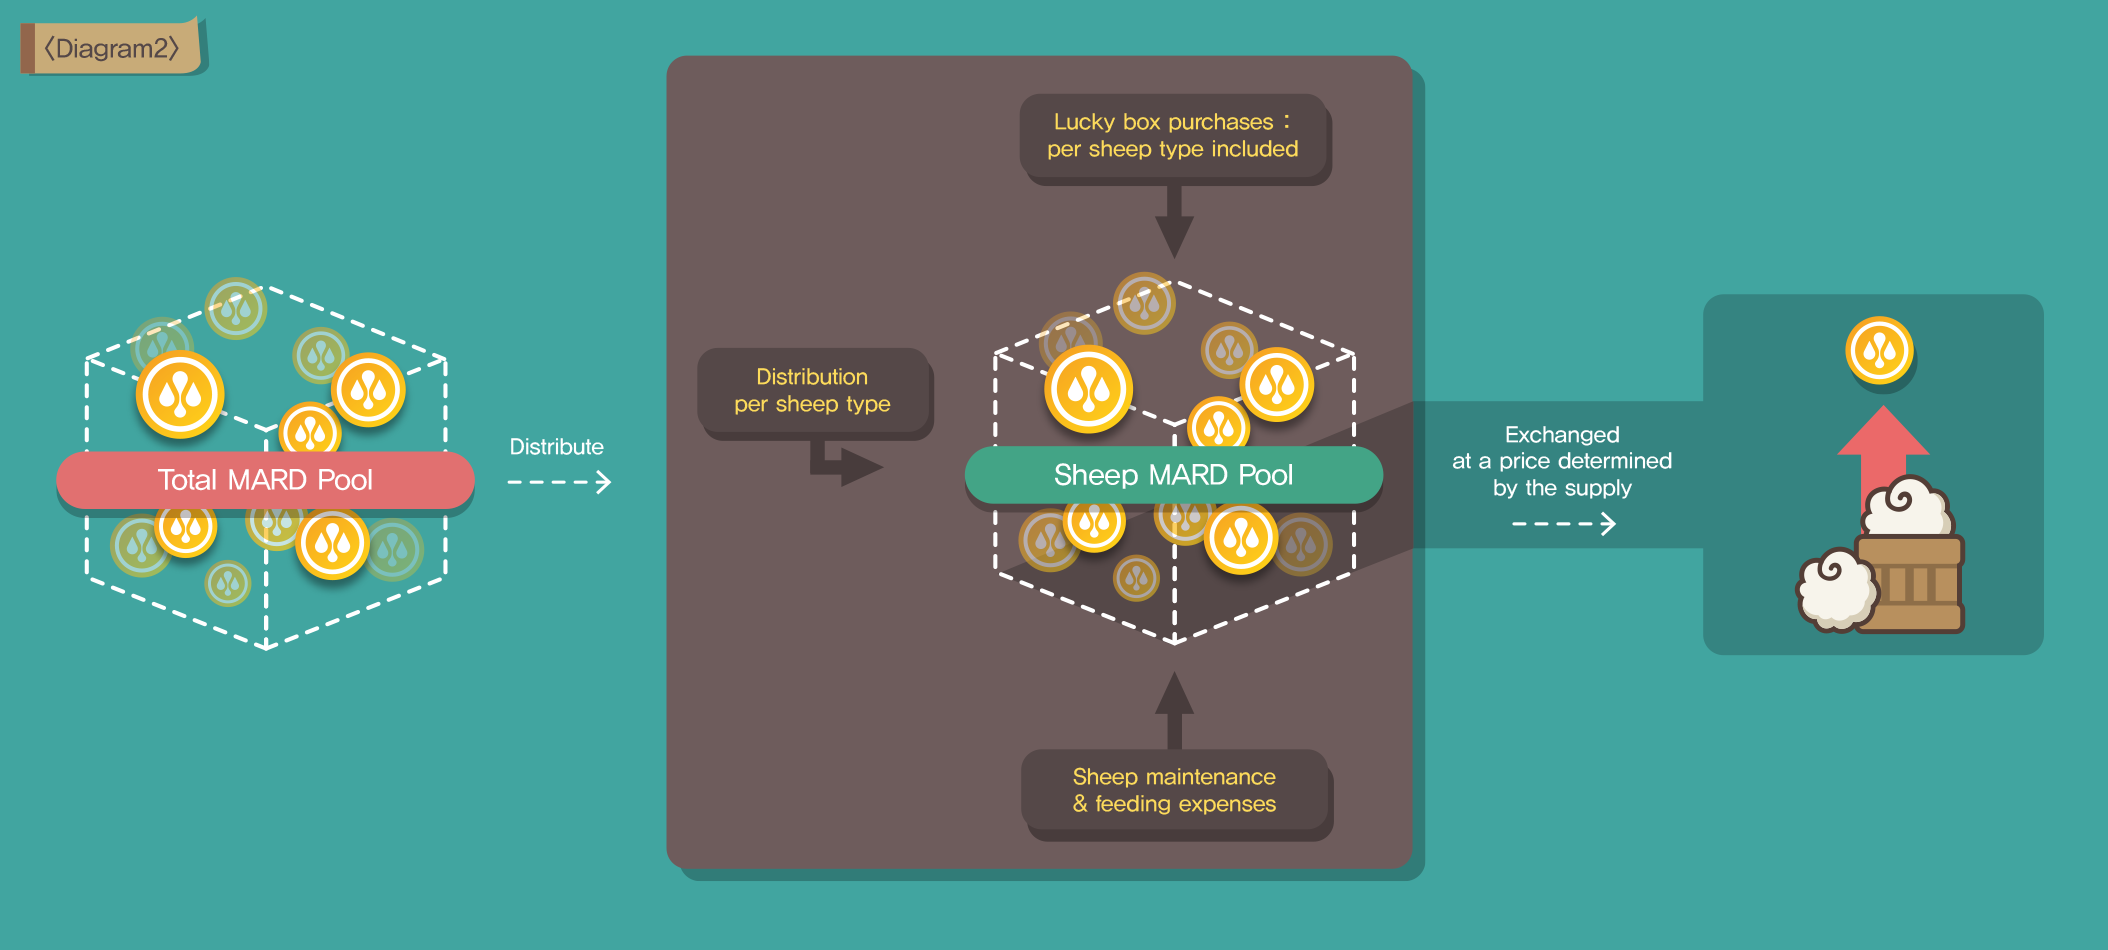 〈Diagram2〉
Lucky box purchases :
per sheep type included
Distribution
per sheep type
Total MARD Pool
Distribute
Sheep MARD Pool
Exchanged
at a price determined
by the supply
Sheep maintenance
& feeding expenses